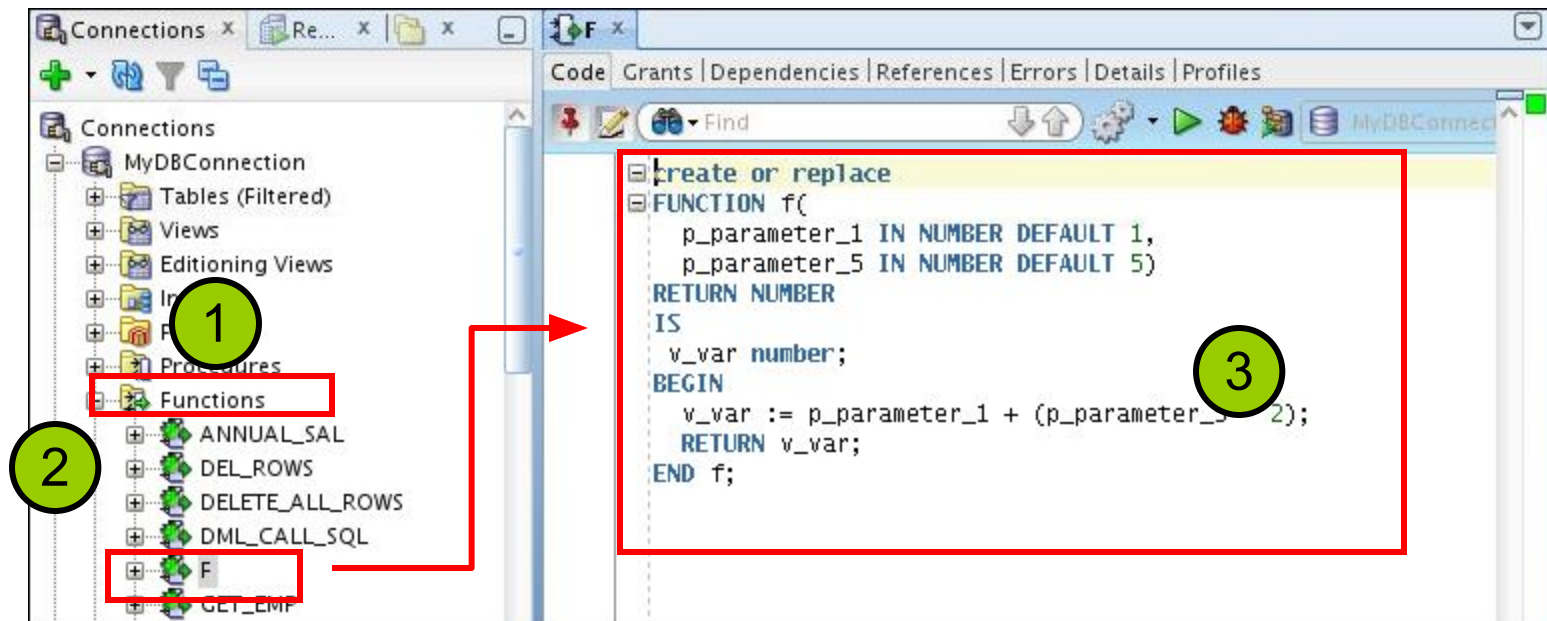 Connections
Re...
F
Code Grants Dependencies References Errors Details Profiles
Find
MyDBConnect
Connections
MyDBConnection
Tables (Filtered)
Views
Editioning Views
1
Procedures
Functions
2
ANNUAL_SAL
DEL_ROWS
DELETE_ALL_ROWS
DML_CALL_SQL
F
GET_EMP
create or replace
FUNCTION f(
p_parameter_1 IN NUMBER DEFAULT 1,
p_parameter_5 IN NUMBER DEFAULT 5)
RETURN NUMBER
IS
v_var number;
BEGIN
3
v_var := p_parameter_1 + (p_parameter_ 2);
RETURN v_var;
END f;